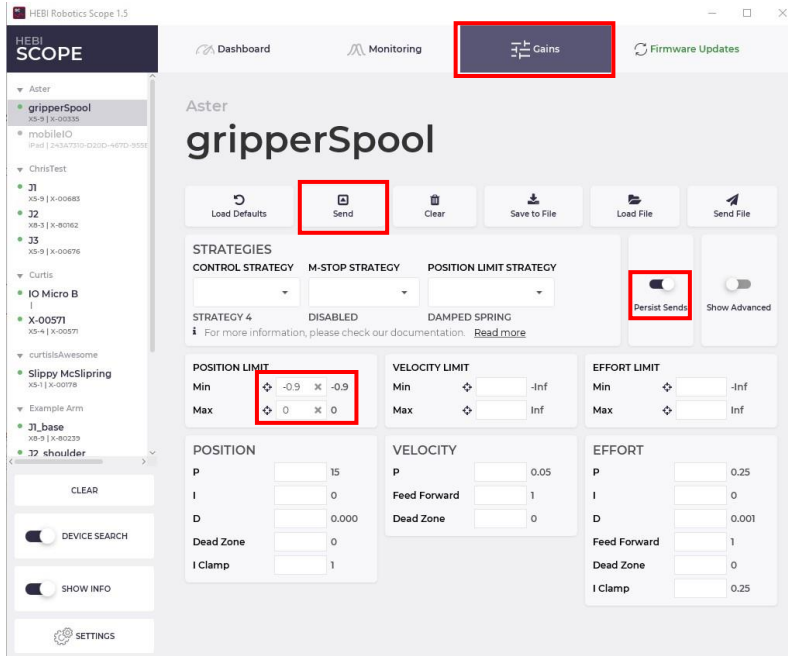 HEBI Robotics Scope 1.5
HEBI
SCOPE
Dashboard
Monitoring
Gains
Firmware Updates
Aster
gripperSpool
X5-9 | X-00335
mobileIO
ChrisTest
J1
X5-9 | X-00683
J2
X8-3 | X-80162
J3
X5-9 | X-00676
Curtis
IO Micro B
|
X-00571
X5-4 | X-00571
curtisIsAwesome
Slippy McSlipring
X5-1 | X-00178
Example Arm
J1_base
X8-9 | X-80239
J2 shoulder
CLEAR
DEVICE SEARCH
SHOW INFO
SETTINGS
Aster
gripperSpool
Load Defaults
Send
Clear
Save to File
Load File
Send File
STRATEGIES
CONTROL STRATEGY M-STOP STRATEGY POSITION LIMIT STRATEGY
STRATEGY 4 DISABLED DAMPED SPRING
i For more information, please check our documentation. Read more
Persist Sends
Show Advanced
POSITION LIMIT
Min -0.9 × -0.9
Max 0 × 0
VELOCITY LIMIT
Min -Inf
Max Inf
EFFORT LIMIT
Min -Inf
Max Inf
POSITION
P 15
I 0
D 0.000
Dead Zone 0
I Clamp 1
VELOCITY
P 0.05
Feed Forward 1
Dead Zone 0
EFFORT
P 0.25
I 0
D 0.001
Feed Forward 1
Dead Zone 0
I Clamp 0.25